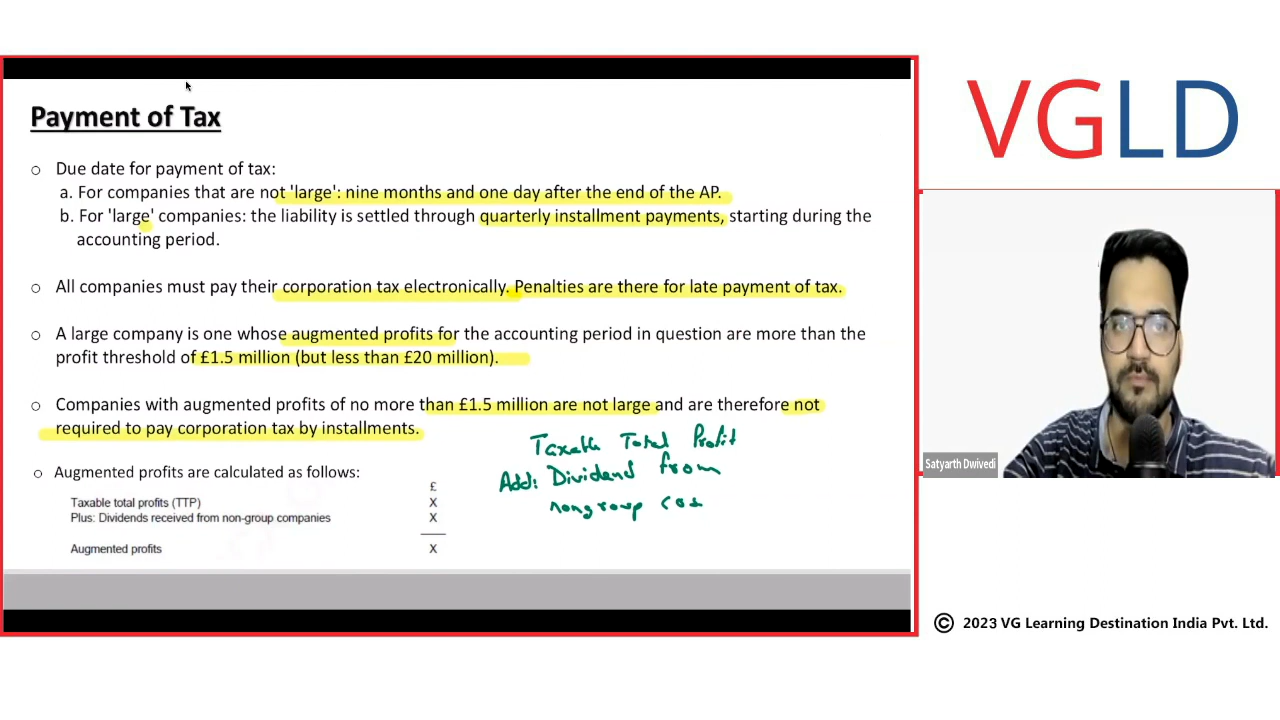 Payment of Tax
o Due date for payment of tax:
a. For companies that are not 'large': nine months and one day after the end of the AP.
b. For 'large' companies: the liability is settled through quarterly installment payments, starting during the
accounting period.
o All companies must pay their corporation tax electronically. Penalties are there for late payment of tax.
o A large company is one whose augmented profits for the accounting period in question are more than the
profit threshold of £1.5 million (but less than £20 million).
o Companies with augmented profits of no more than £1.5 million are not large and are therefore not
required to pay corporation tax by installments.
o Augmented profits are calculated as follows:
£
Taxable total profits (TTP) X
Plus: Dividends received from non-group companies X
Augmented profits X
Taxable Total Profit
Add: Dividend from
nongroup cos
VGLD
Satyarth Dwivedi
© 2023 VG Learning Destination India Pvt. Ltd.